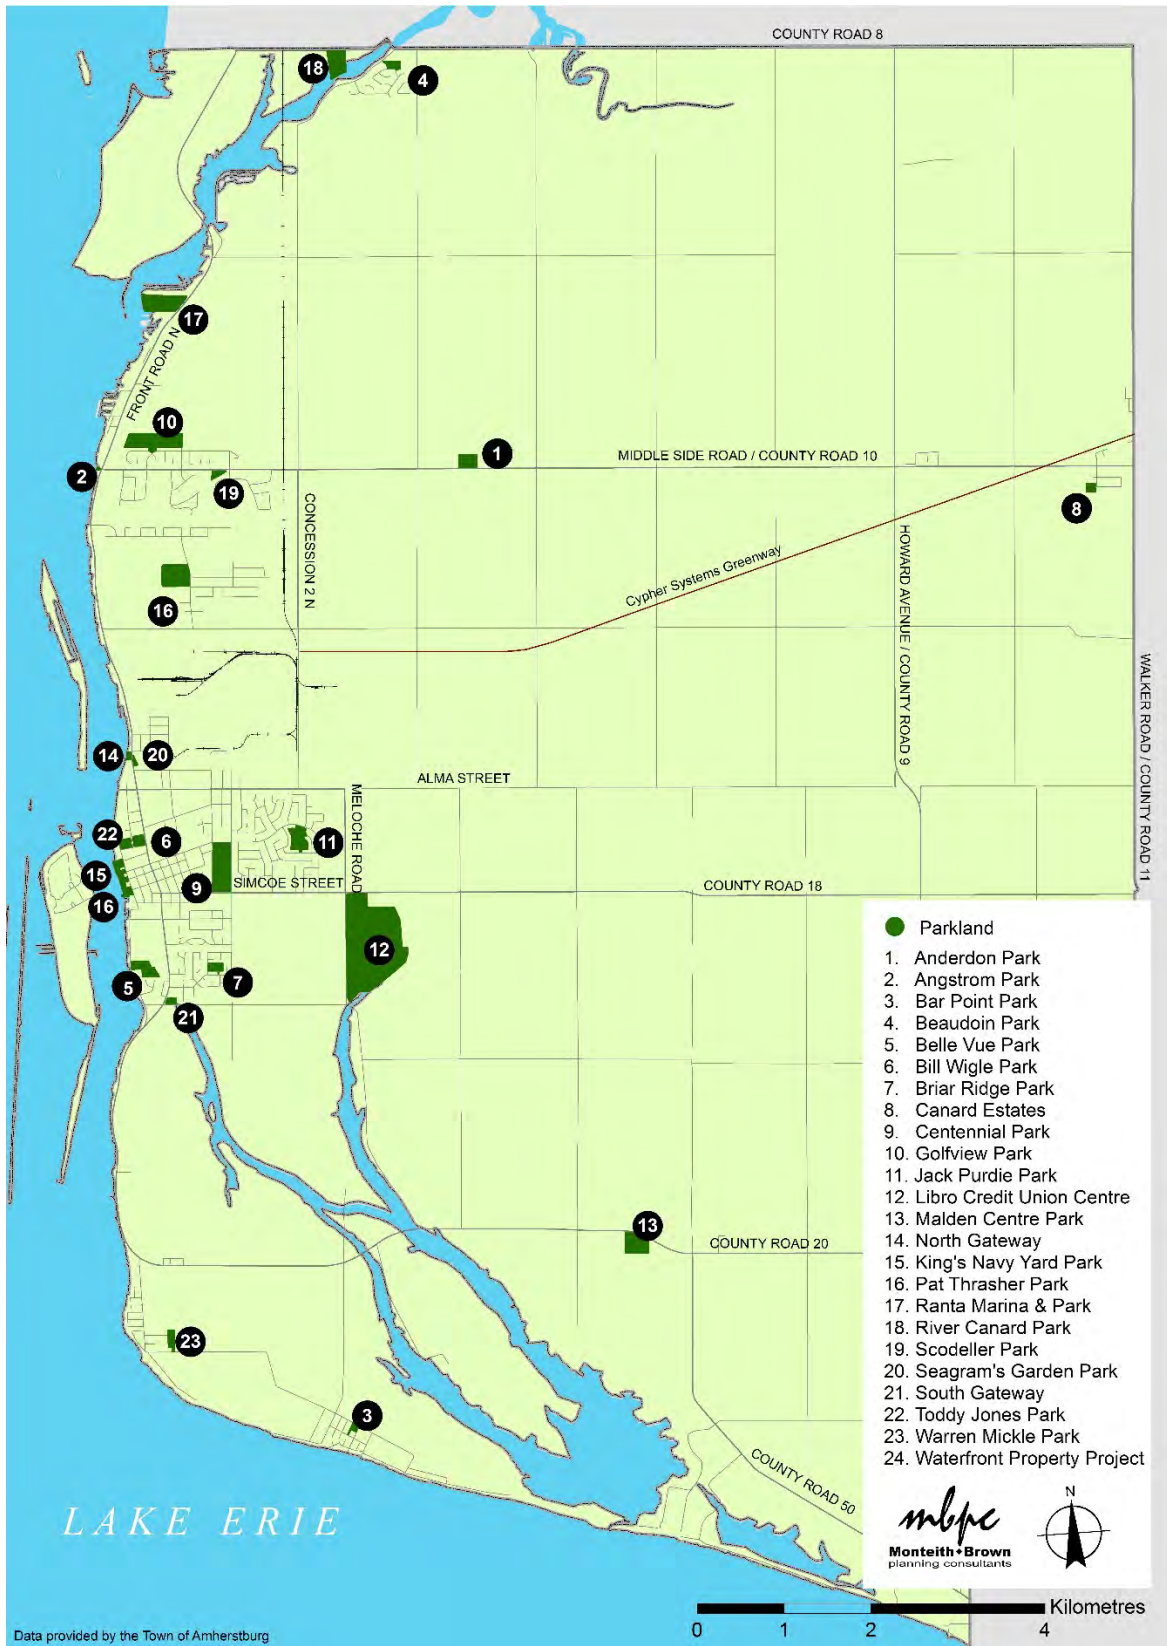 COUNTY ROAD 8
18
4
17
FRONT ROAD N
10
1
MIDDLE SIDE ROAD / COUNTY ROAD 10
2
19
8
CONCESSION 2 N
HOWARD AVENUE / COUNTY ROAD 9
Cypher Systems Greenway
16
WALKER ROAD / COUNTY ROAD 11
14
20
ALMA STREET
MELOCHE ROAD
22
6
11
15
9
SIMCOE STREET
COUNTY ROAD 18
16
12
5
7
21
13
COUNTY ROAD 20
23
3
COUNTY ROAD 50
LAKE ERIE
Parkland
1. Anderdon Park
2. Angstrom Park
3. Bar Point Park
4. Beaudoin Park
5. Belle Vue Park
6. Bill Wigle Park
7. Briar Ridge Park
8. Canard Estates
9. Centennial Park
10. Golfview Park
11. Jack Purdie Park
12. Libro Credit Union Centre
13. Malden Centre Park
14. North Gateway
15. King's Navy Yard Park
16. Pat Thrasher Park
17. Ranta Marina & Park
18. River Canard Park
19. Scodeller Park
20. Seagram's Garden Park
21. South Gateway
22. Toddy Jones Park
23. Warren Mickle Park
24. Waterfront Property Project
mbpc
Monteith•Brown
planning consultants
N
Kilometres
0 1 2 4
Data provided by the Town of Amherstburg